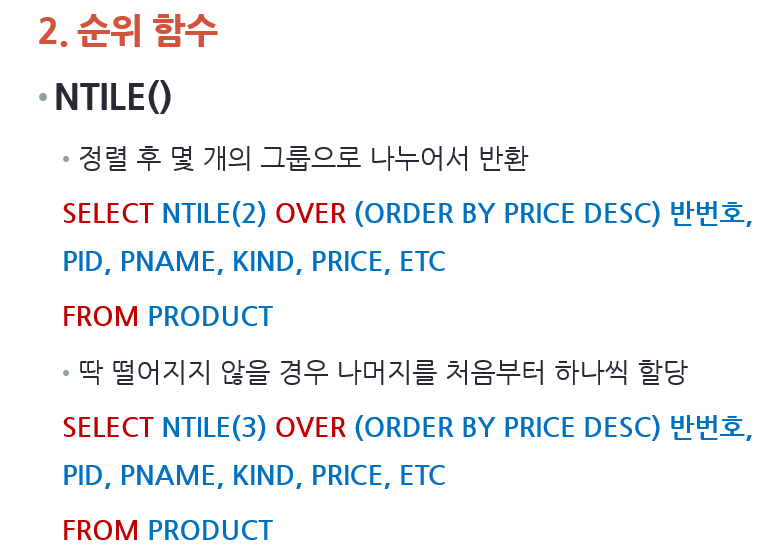 2. 순위 함수
• NTILE()
• 정렬 후 몇 개의 그룹으로 나누어서 반환
SELECT NTILE(2) OVER (ORDER BY PRICE DESC) 반번호,
PID, PNAME, KIND, PRICE, ETC
FROM PRODUCT
• 딱 떨어지지 않을 경우 나머지를 처음부터 하나씩 할당
SELECT NTILE(3) OVER (ORDER BY PRICE DESC) 반번호,
PID, PNAME, KIND, PRICE, ETC
FROM PRODUCT